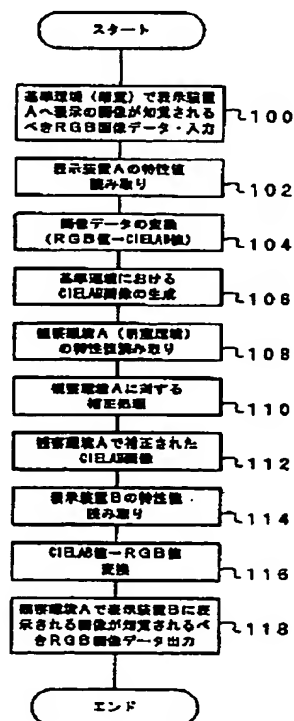 スタート
基準環境（暗室）で表示装置
Aへ表示の画像が知覚される
べきRGB画像データ・入力
100
表示装置Aの特性値
読み取り
102
画像データの変換
(RGB値→CIELAB値)
104
基準環境における
CIELAB画像の生成
106
観察環境A（明室環境）
の特性値読み取り
108
観察環境Aに対する
補正処理
110
観察環境Aで補正された
CIELAB画像
112
表示装置Bの特性値
読み取り
114
CIELAB値→RGB値
変換
116
観察環境Aで表示装置Bに表
示される画像が知覚されるべ
きRGB画像データ出力
118
エンド